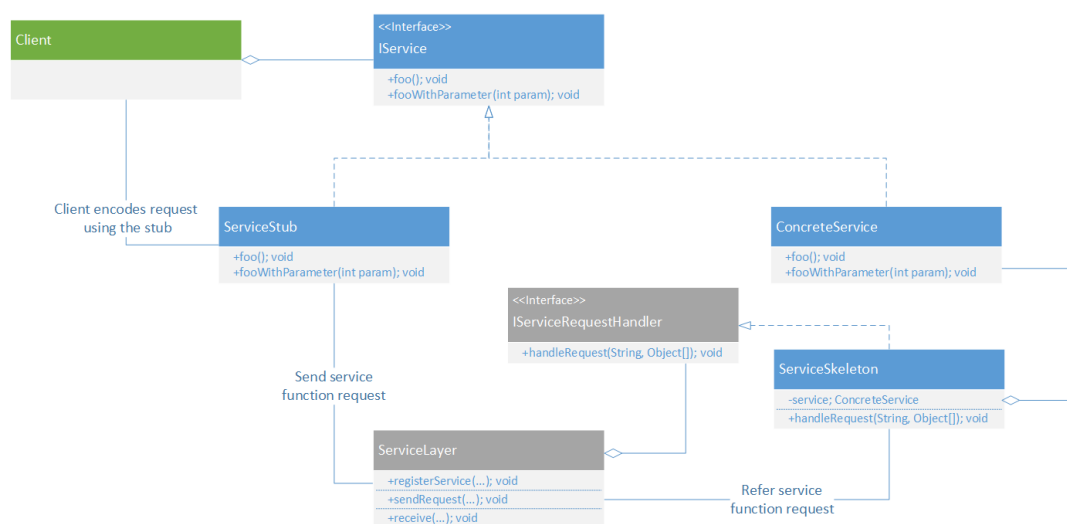 Client
<<Interface>>
IService
+foo(); void
+fooWithParameter(int param); void
Client encodes request
using the stub
ServiceStub
+foo(); void
+fooWithParameter(int param); void
ConcreteService
+foo(); void
+fooWithParameter(int param); void
<<Interface>>
IServiceRequestHandler
+handleRequest(String, Object[]); void
ServiceSkeleton
-service; ConcreteService
+handleRequest(String, Object[]); void
Send service
function request
ServiceLayer
+registerService(...); void
+sendRequest(...); void
+receive(...); void
Refer service
function request